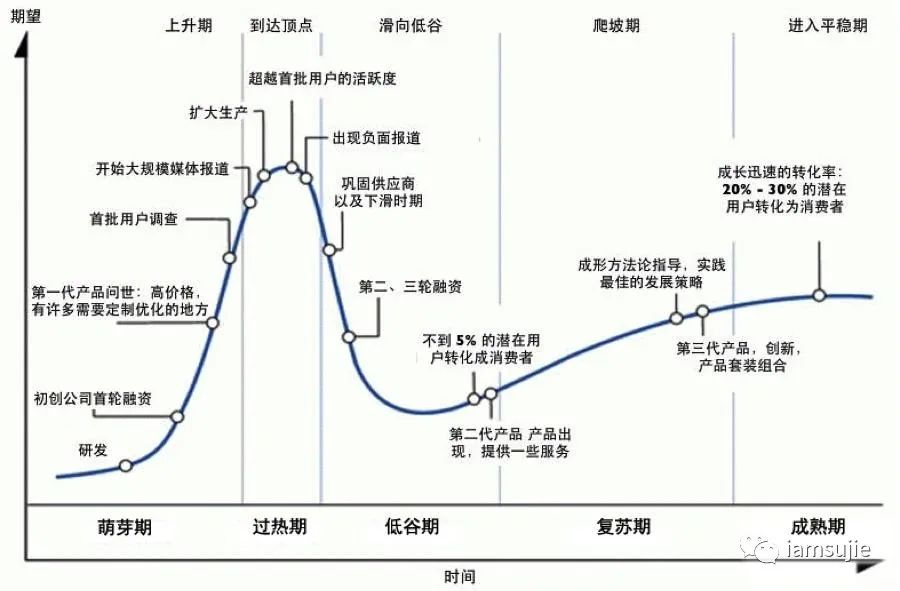 期望
上升期
到达顶点
滑向低谷
爬坡期
进入平稳期
超越首批用户的活跃度
扩大生产
出现负面报道
开始大规模媒体报道
巩固供应商
以及下滑时期
首批用户调查
成长迅速的转化率：
20% - 30% 的潜在
用户转化为消费者
第一代产品问世：高价格，
有许多需要定制优化的地方
第二、三轮融资
成形方法论指导，实践
最佳的发展策略
不到 5% 的潜在用
户转化成消费者
第三代产品，创新，
产品套装组合
初创公司首轮融资
第二代产品 产品出
现，提供一些服务
研发
萌芽期
过热期
低谷期
复苏期
成熟期
iamsujie
时间